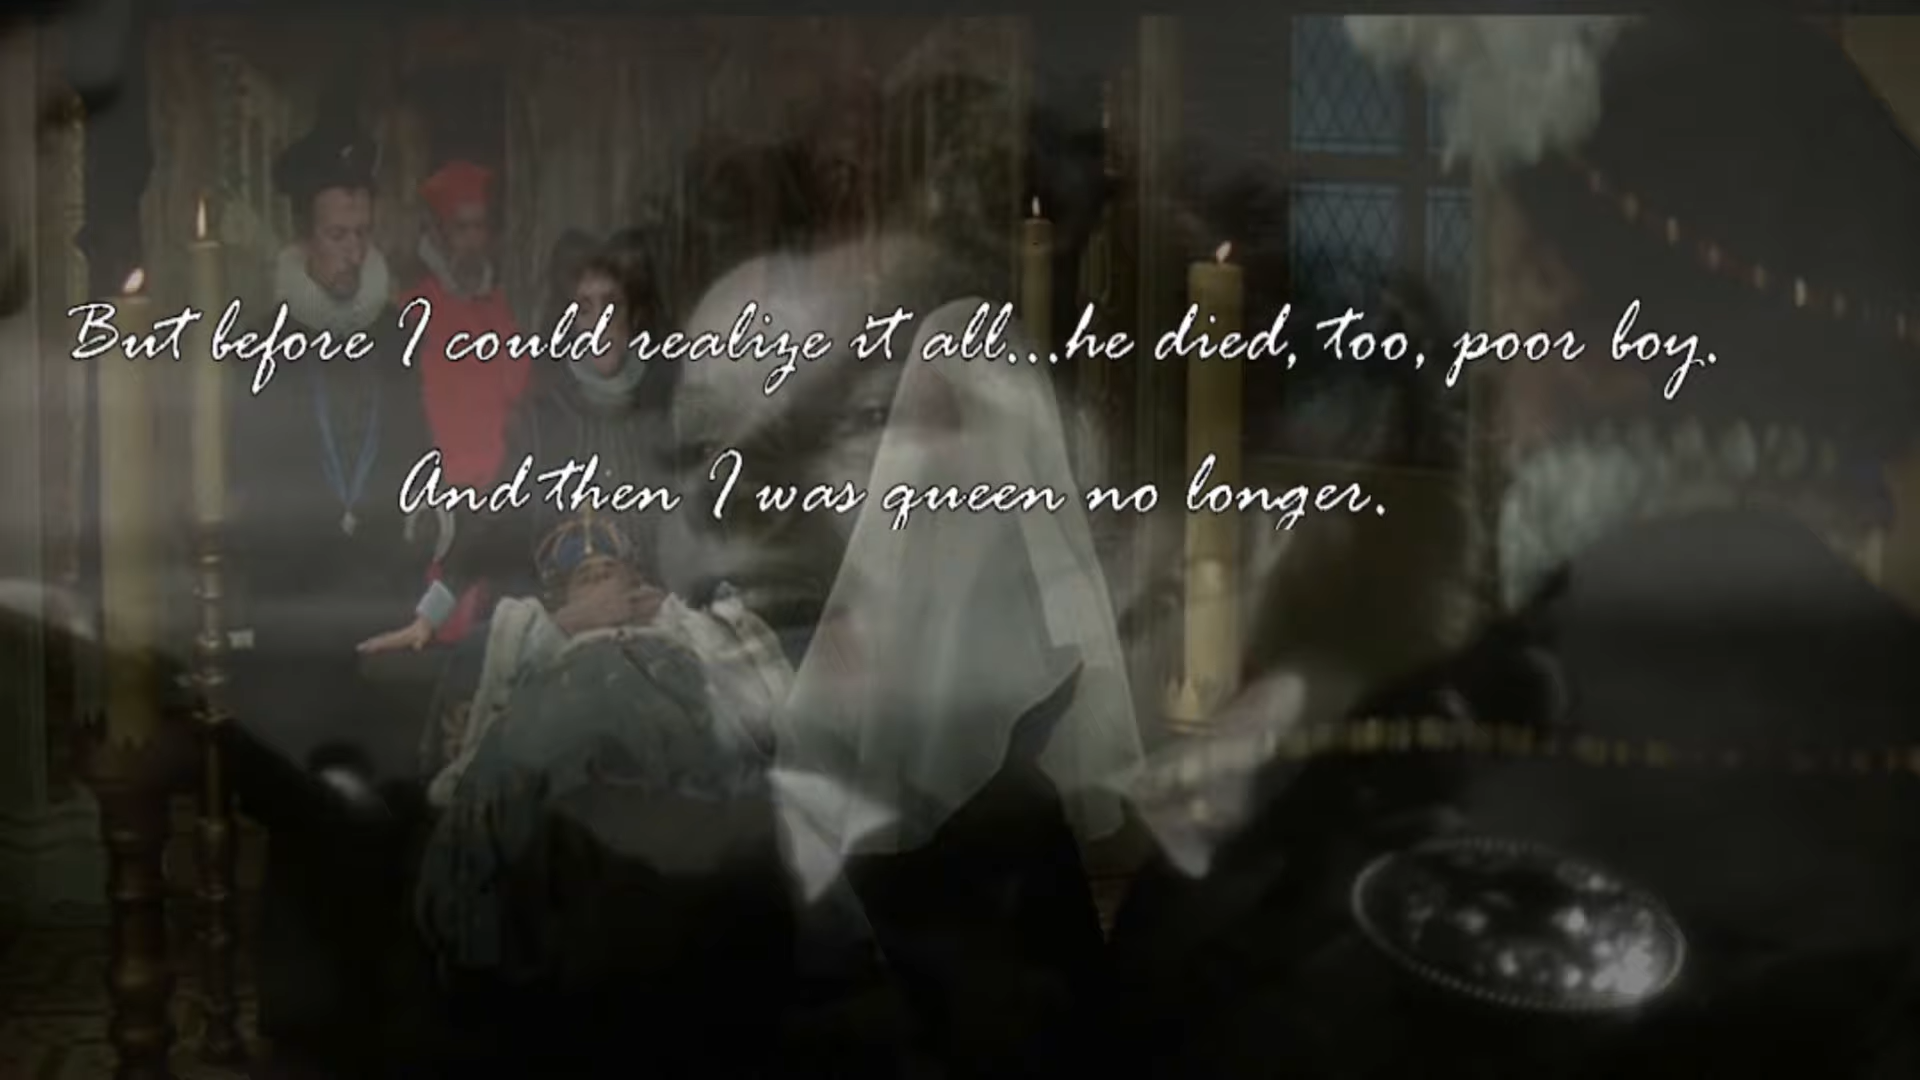 But before I could realize it all...he died, too, poor boy.
And then I was queen no longer.